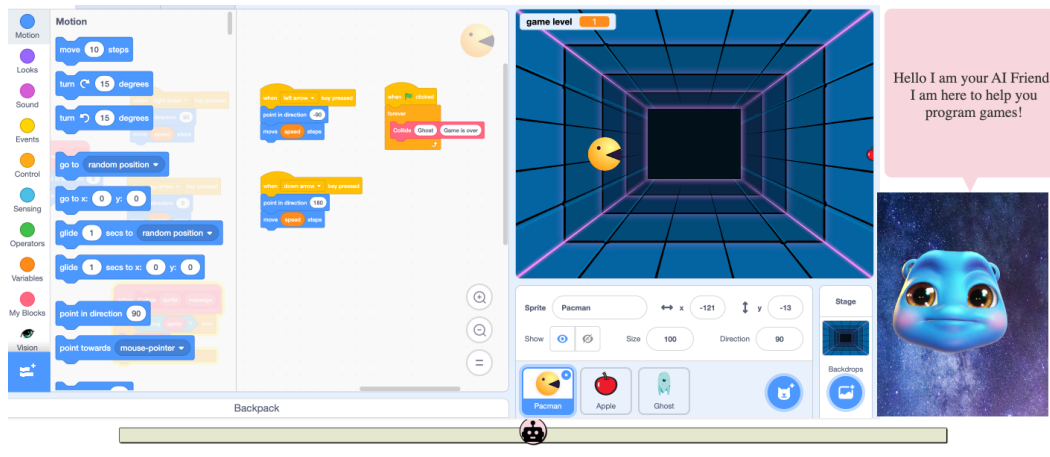 Motion
Motion
Looks
Sound
Events
Control
Sensing
Operators
Variables
My Blocks
Vision
move 10 steps
turn 15 degrees
turn 15 degrees
go to random position
go to x: 0 y: 0
glide 1 secs to random position
glide 1 secs to x: 0 y: 0
point in direction 90
point towards mouse-pointer
when left arrow key pressed
point in direction -90
move speed steps
when clicked
forever
Collide Ghost Game is over
when down arrow key pressed
point in direction 180
move speed steps
Backpack
game level 1
Sprite Pacman x -121 y -13
Show Size 100 Direction 90
Pacman
Apple
Ghost
Stage
Backdrops
Hello I am your AI Friend
I am here to help you
program games!